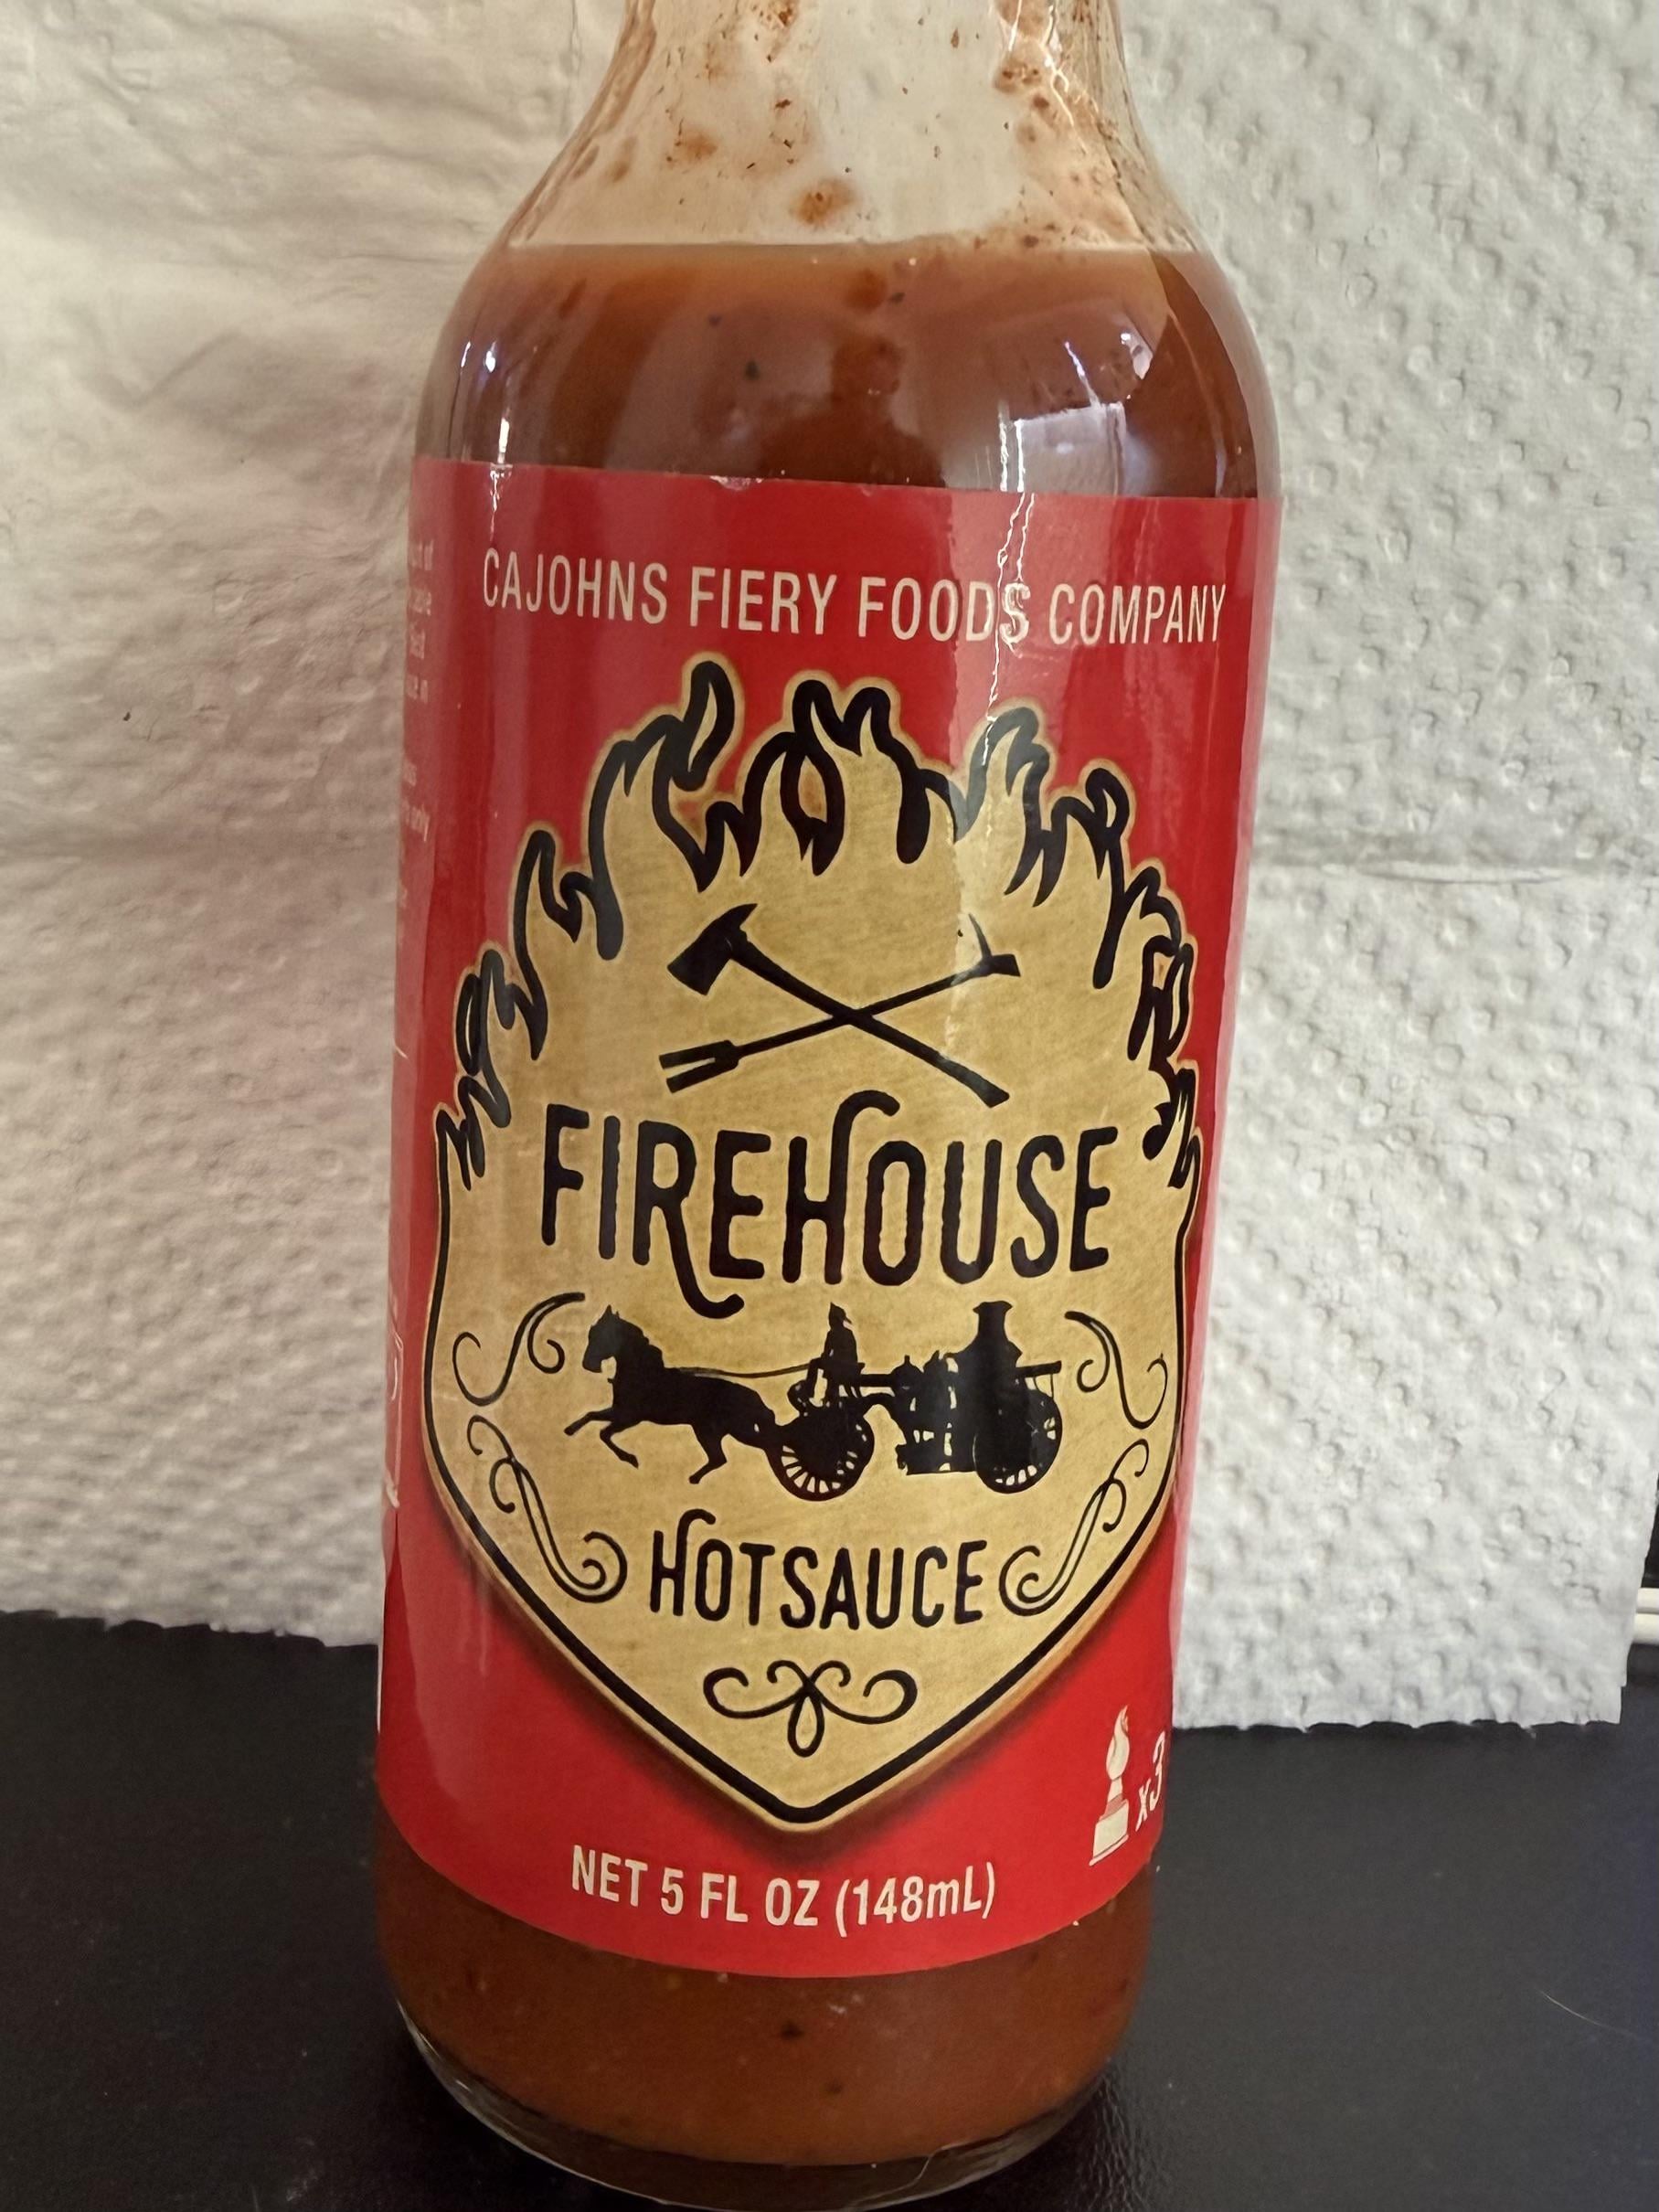 CAJOHNS FIERY FOODS COMPANY
FIREHOUSE
HOTSAUCE
x3
NET 5 FL OZ (148mL)